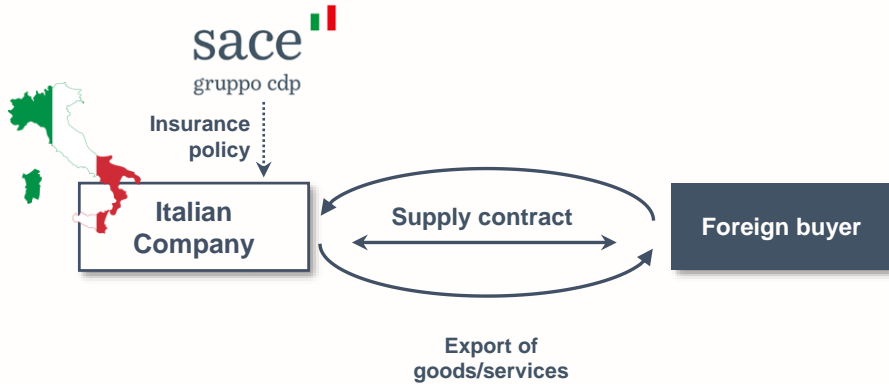 sace
gruppo cdp
Insurance
policy
Italian
Company
Supply contract
Foreign buyer
Export of
goods/services